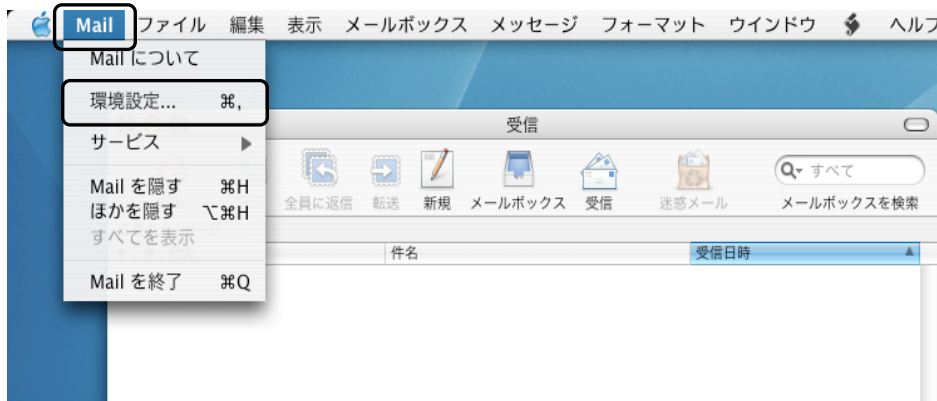 Mail ファイル 編集 表示 メールボックス メッセージ フォーマット ウインドウ ヘルプ
Mail について
環境設定... ⌘,
サービス
Mail を隠す ⌘H
ほかを隠す ⌥⌘H
すべてを表示
Mail を終了 ⌘Q
受信
全員に返信 転送 新規 メールボックス 受信 迷惑メール メールボックスを検索
すべて
件名 受信日時